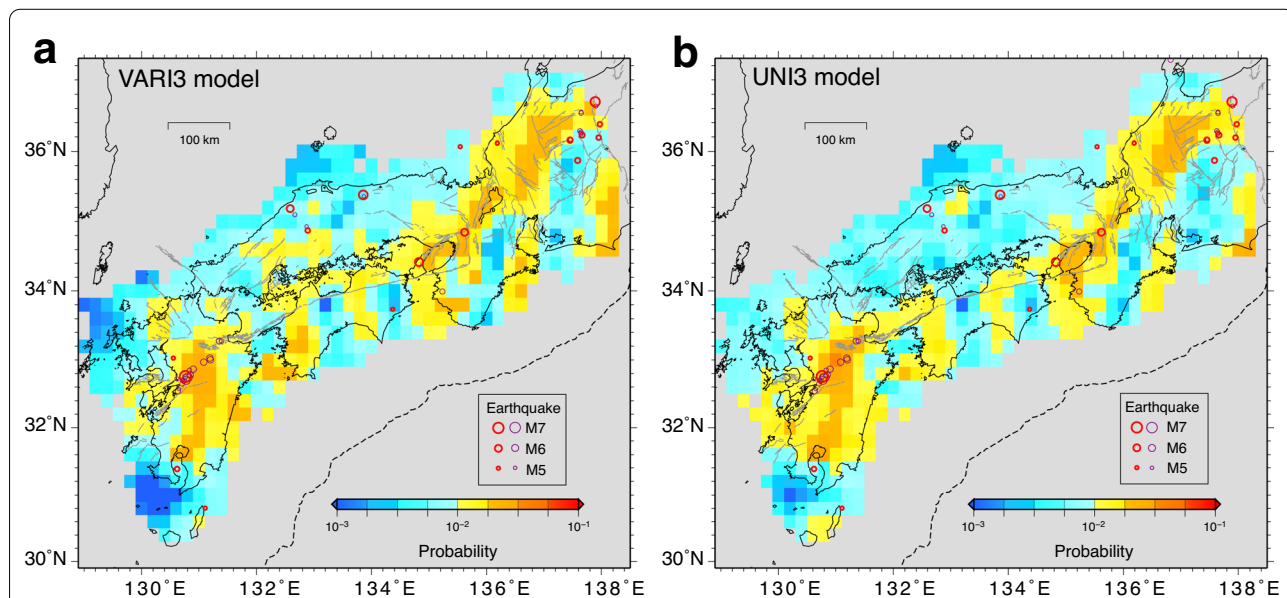 a
VARI3 model
100 km
36°N
34°N
32°N
30°N
130°E
132°E
134°E
136°E
138°E
Earthquake
M7
M6
M5
10⁻³
10⁻²
10⁻¹
Probability
b
UNI3 model
100 km
36°N
34°N
32°N
30°N
130°E
132°E
134°E
136°E
138°E
Earthquake
M7
M6
M5
10⁻³
10⁻²
10⁻¹
Probability